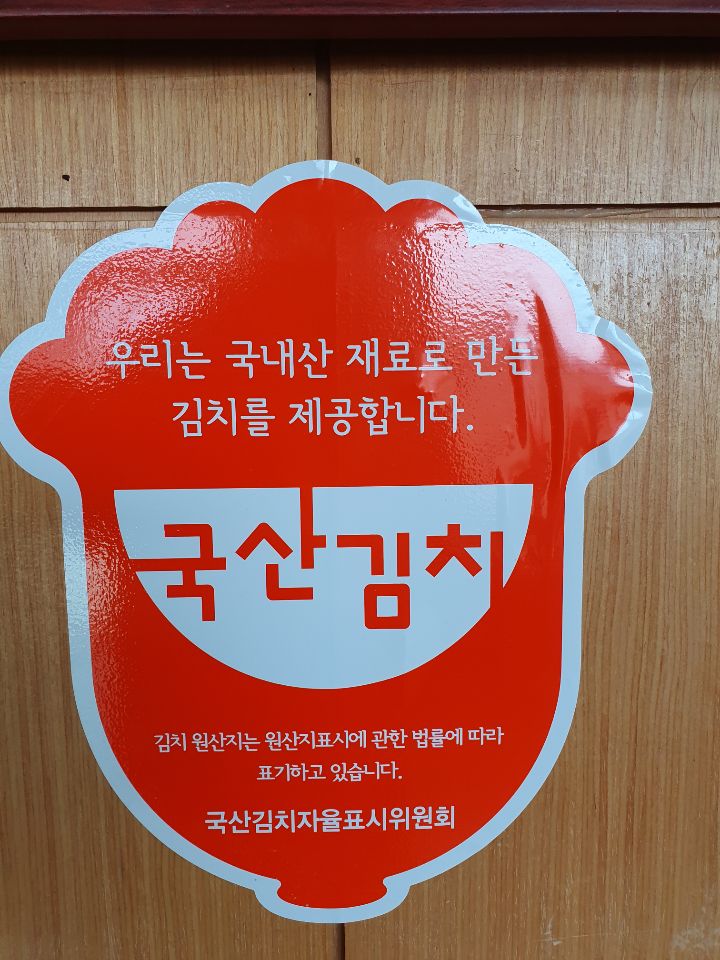 우리는 국내산 재료로 만든
김치를 제공합니다.
국산김치
김치 원산지는 원산지표시에 관한 법률에 따라
표기하고 있습니다.
국산김치자율표시위원회